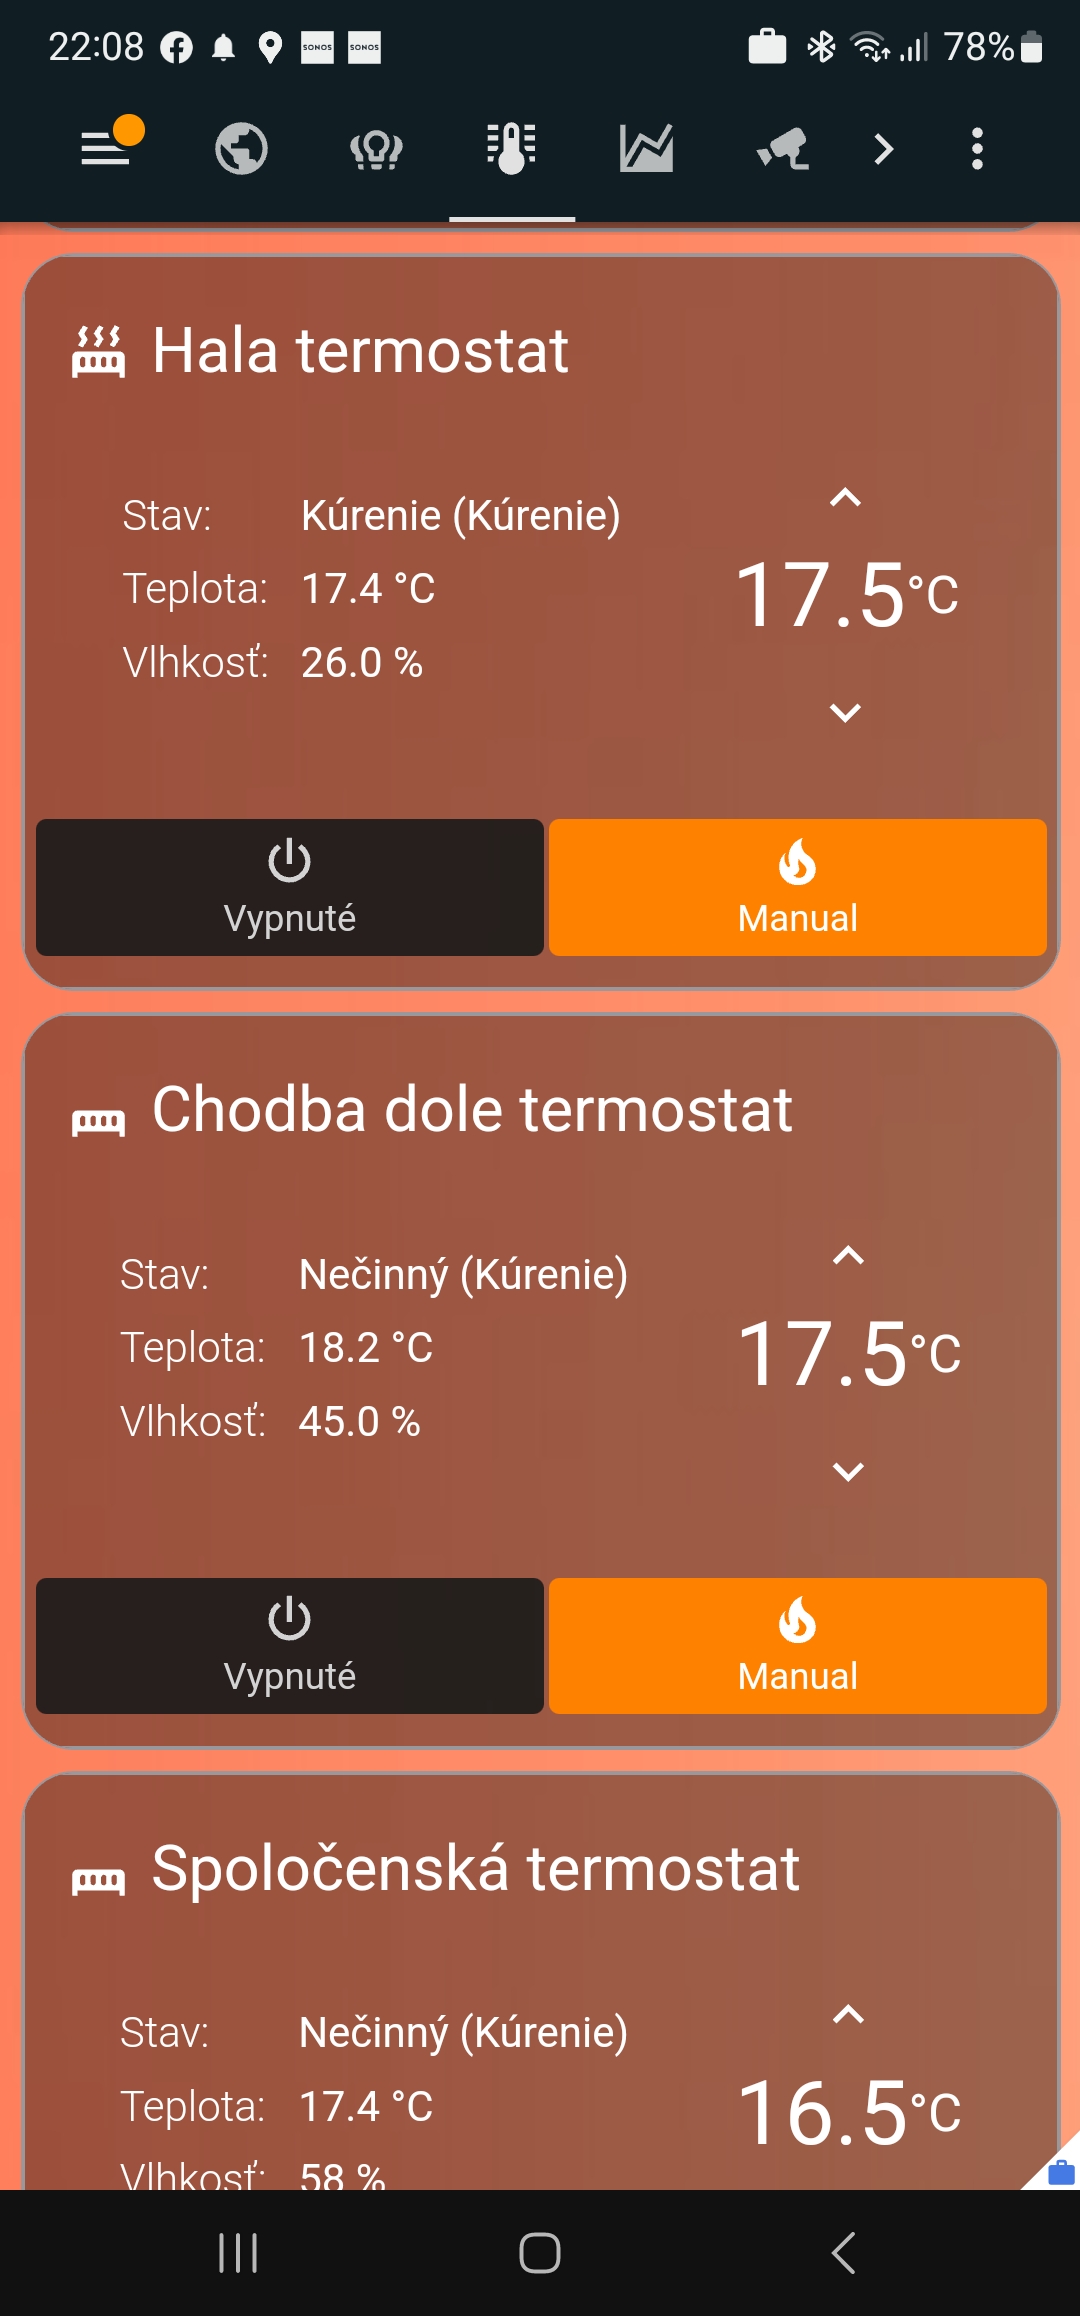 22:08 SONOS SONOS 78%
Hala termostat
Stav: Kúrenie (Kúrenie)
Teplota: 17.4 °C
Vlhkosť: 26.0 %
17.5 °C
Vypnuté Manual
Chodba dole termostat
Stav: Nečinný (Kúrenie)
Teplota: 18.2 °C
Vlhkosť: 45.0 %
17.5 °C
Vypnuté Manual
Spoločenská termostat
Stav: Nečinný (Kúrenie)
Teplota: 17.4 °C
Vlhkosť: 58 %
16.5 °C